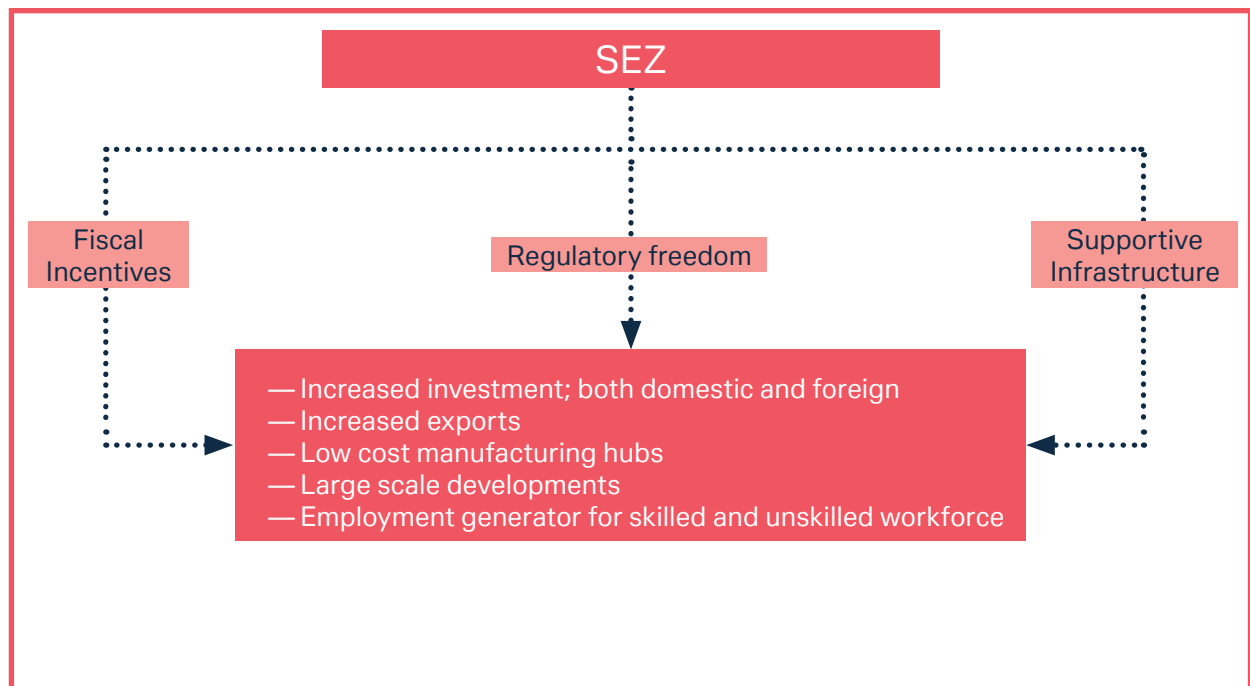 SEZ
Fiscal
Incentives
Regulatory freedom
Supportive
Infrastructure
— Increased investment; both domestic and foreign
— Increased exports
— Low cost manufacturing hubs
— Large scale developments
— Employment generator for skilled and unskilled workforce